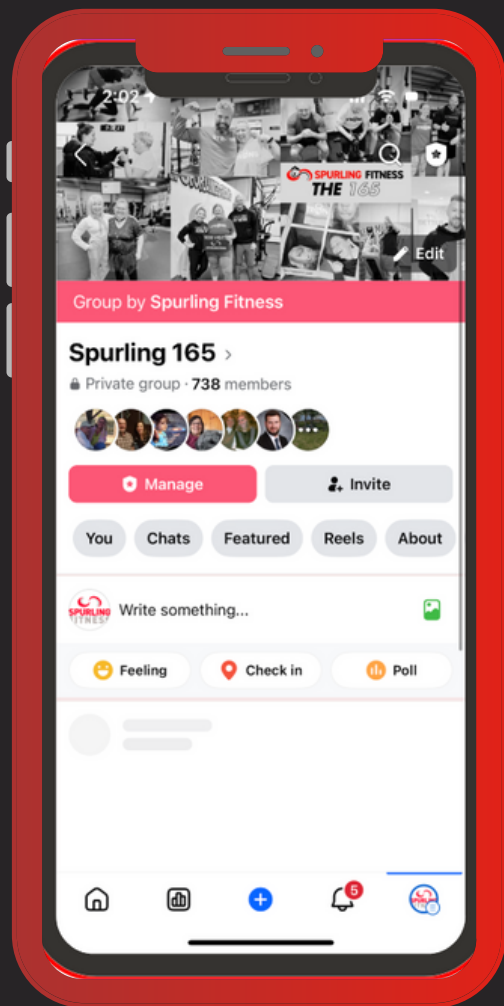 2:02
SPURLING FITNESS
THE 165
Edit
Group by Spurling Fitness
Spurling 165 >
Private group · 738 members
Manage
Invite
You
Chats
Featured
Reels
About
SPURLING
FITNESS
Write something...
Feeling
Check in
Poll
5